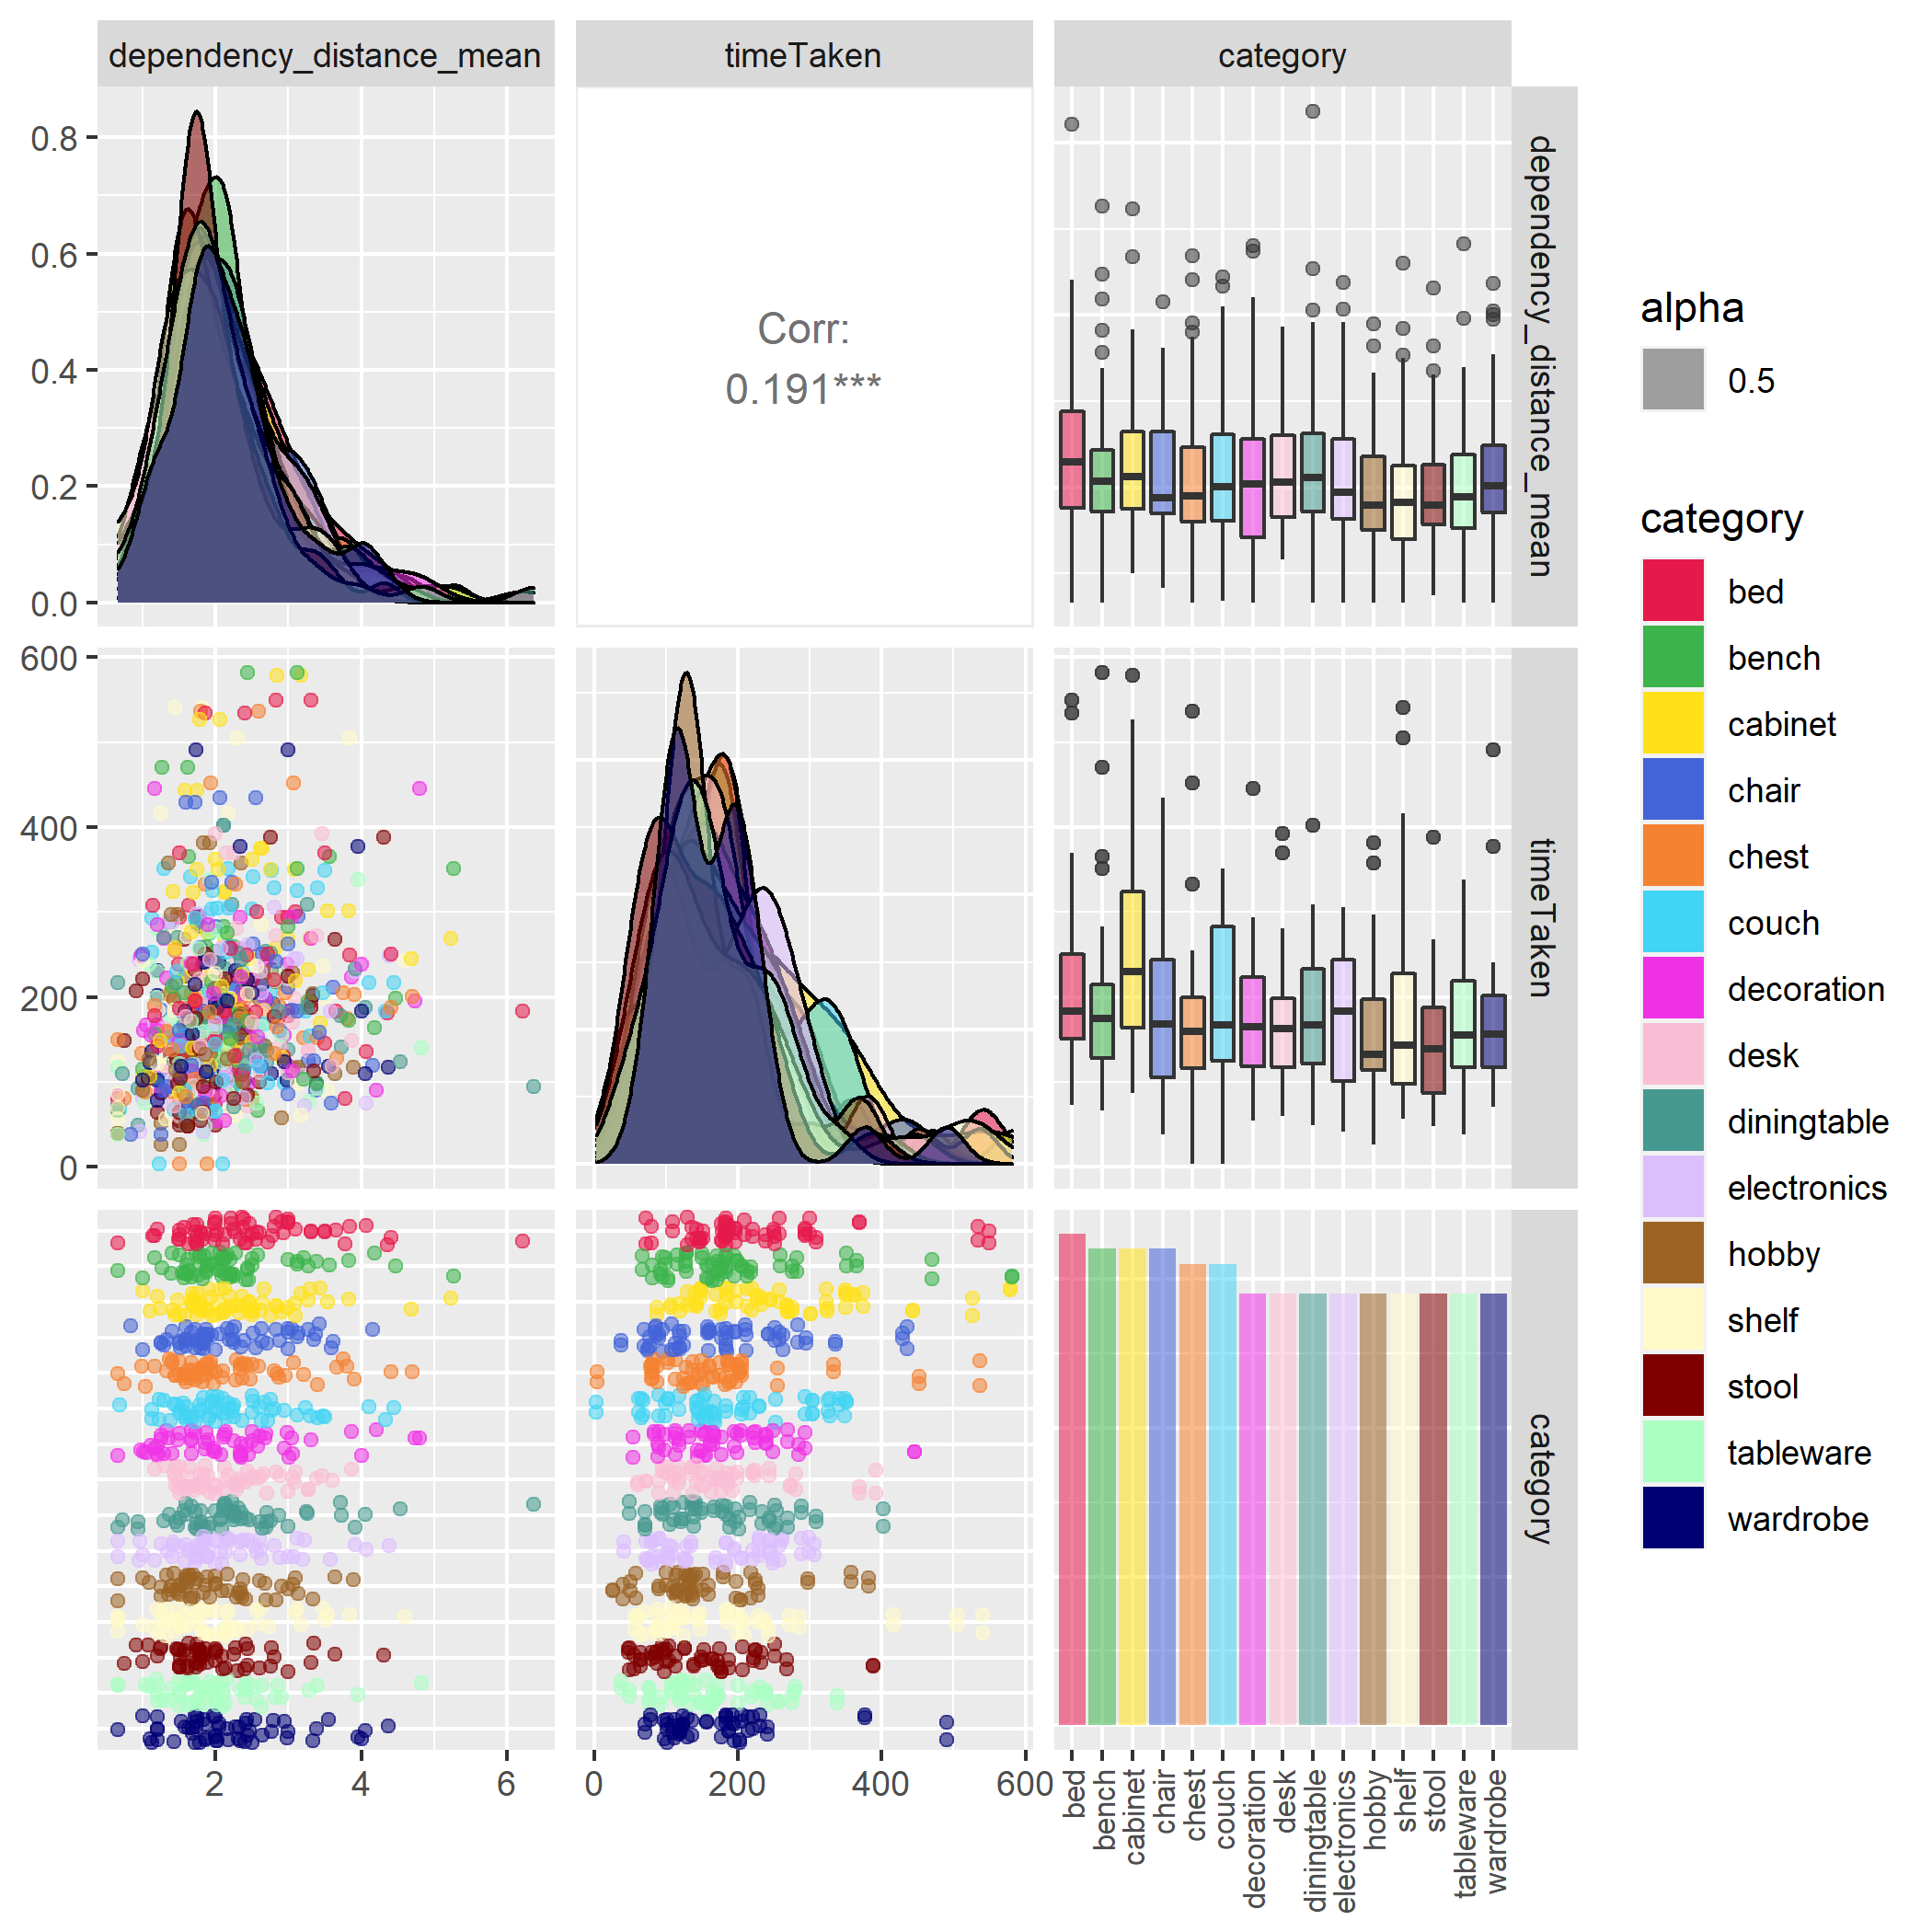 dependency_distance_mean
timeTaken
category
0.8
0.6
0.4
0.2
0.0
Corr:
0.191***
dependency_distance_mean
600
400
200
0
timeTaken
category
2
4
6
0
200
400
600
bed
bench
cabinet
chair
chest
couch
decoration
desk
diningtable
electronics
hobby
shelf
stool
tableware
wardrobe
alpha
0.5
category
bed
bench
cabinet
chair
chest
couch
decoration
desk
diningtable
electronics
hobby
shelf
stool
tableware
wardrobe